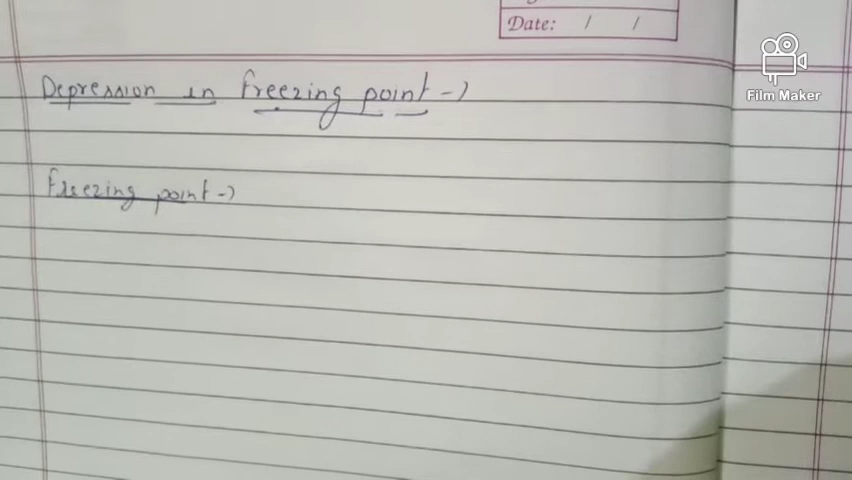 Date: / /
Film Maker
Depression in freezing point →
freezing point →